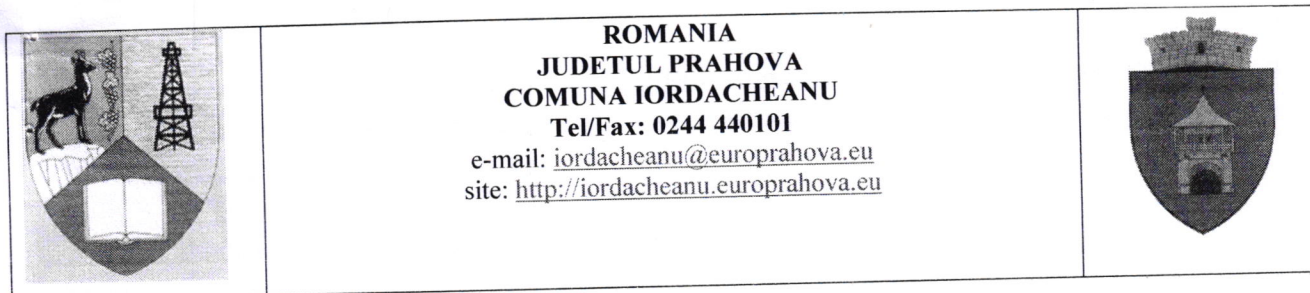 ROMANIA
JUDETUL PRAHOVA
COMUNA IORDACHEANU
Tel/Fax: 0244 440101
e-mail: iordacheanu@europrahova.eu
site: http://iordacheanu.europrahova.eu